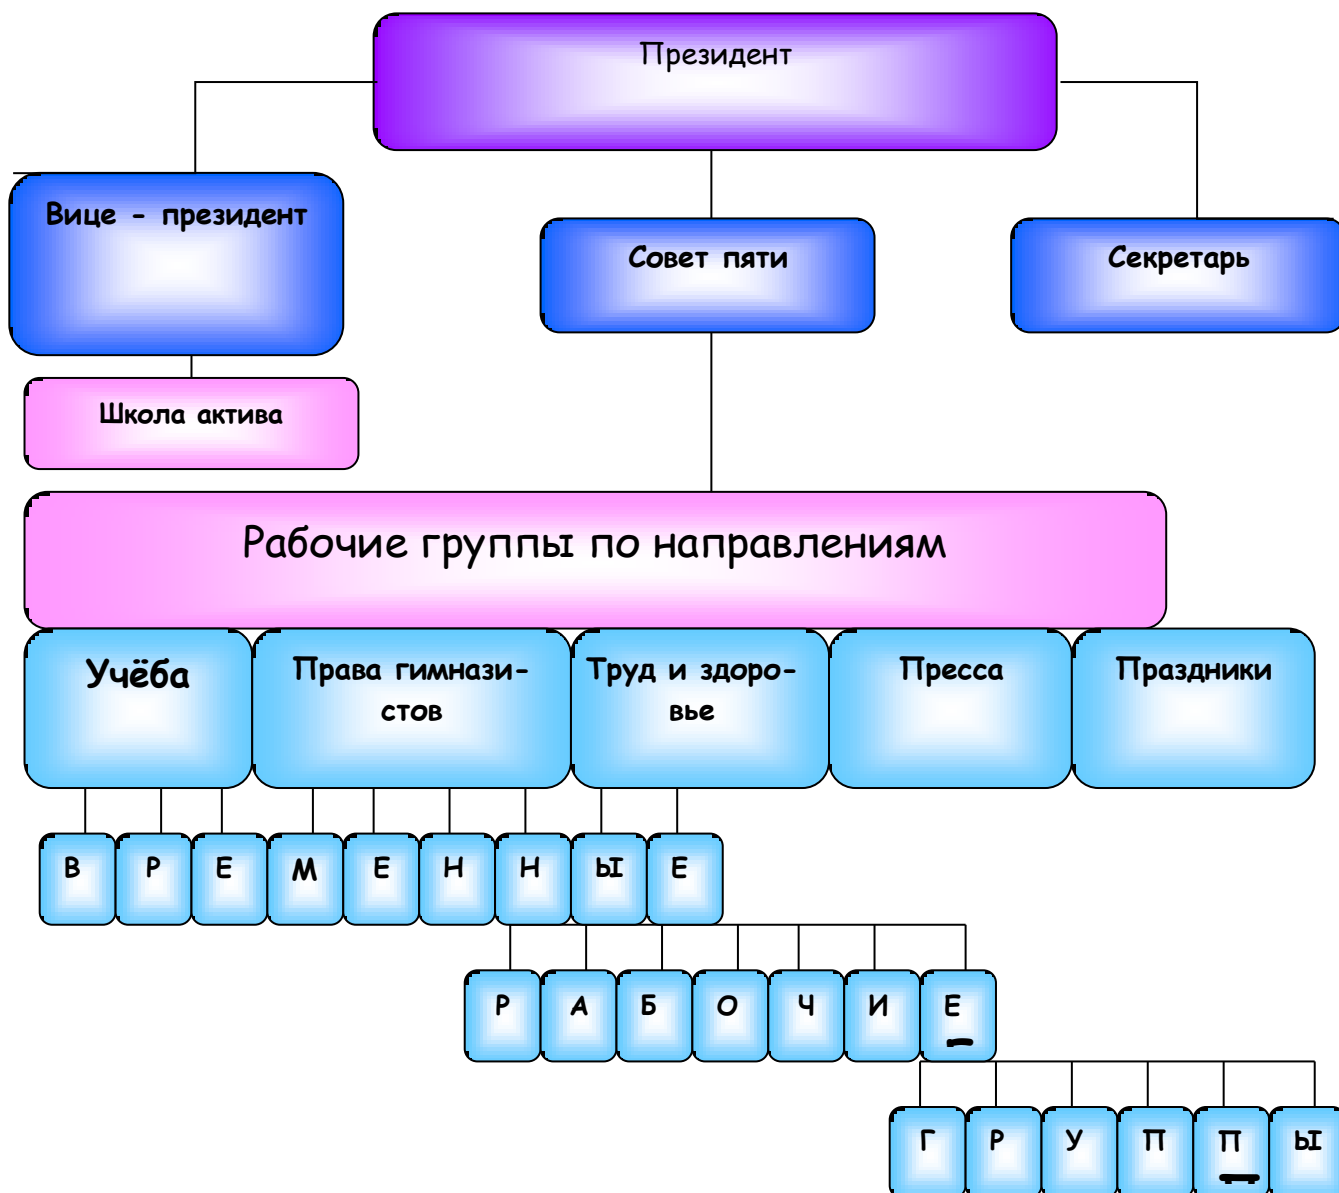 Президент
Вице - президент
Совет пяти
Секретарь
Школа актива
Рабочие группы по направлениям
Учёба
Права гимнази-
стов
Труд и здоро-
вье
Пресса
Праздники
В Р Е М Е Н Н Ы Е
Р А Б О Ч И Е
Г Р У П П Ы